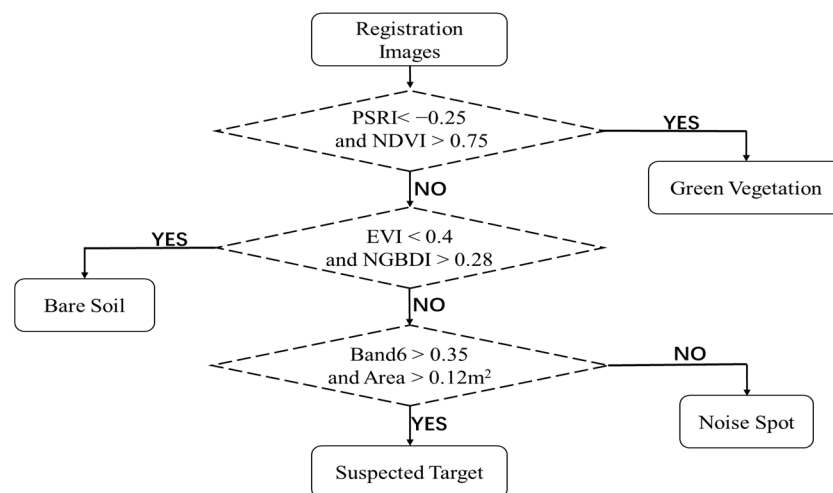 Registration
Images
PSRI< −0.25
and NDVI > 0.75
YES
Green Vegetation
NO
EVI < 0.4
and NGBDI > 0.28
YES
Bare Soil
NO
Band6 > 0.35
and Area > 0.12m²
NO
Noise Spot
YES
Suspected Target